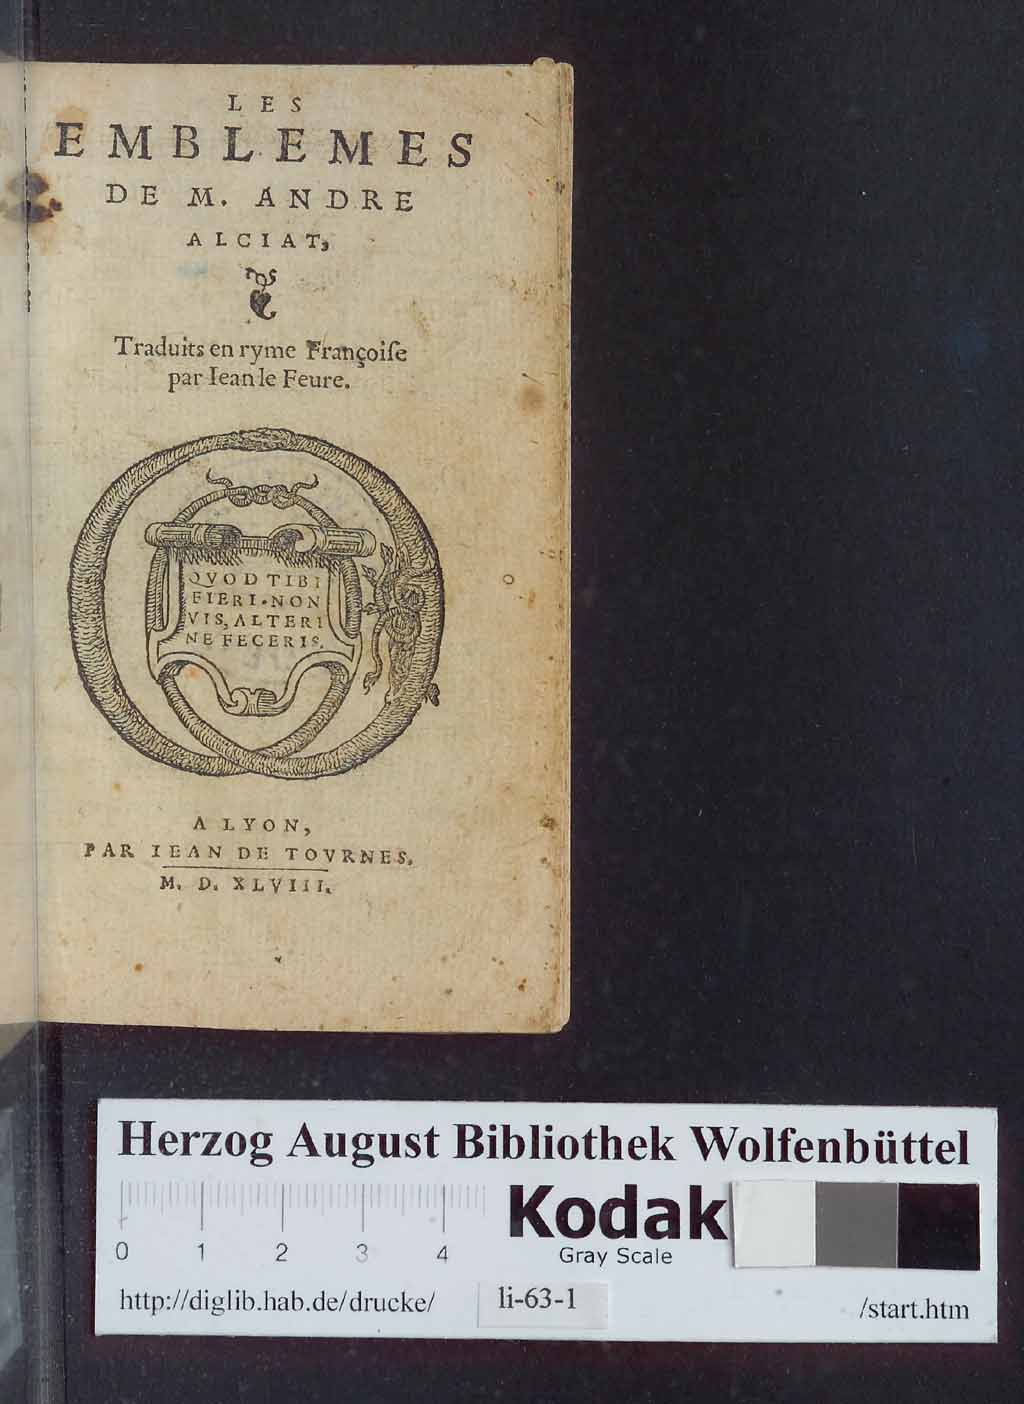 LES
EMBLEMES
DE M. ANDRE
ALCIAT,
Traduits en ryme Françoiſe
par Iean le Feure.
QVOD TIBI
FIERI NON
VIS, ALTERI
NE FECERIS.
A LYON,
PAR IEAN DE TOVRNES.
M. D. XLVIII.
Herzog August Bibliothek Wolfenbüttel
Kodak
Gray Scale
0 1 2 3 4
http://diglib.hab.de/drucke/ li-63-1 /start.htm